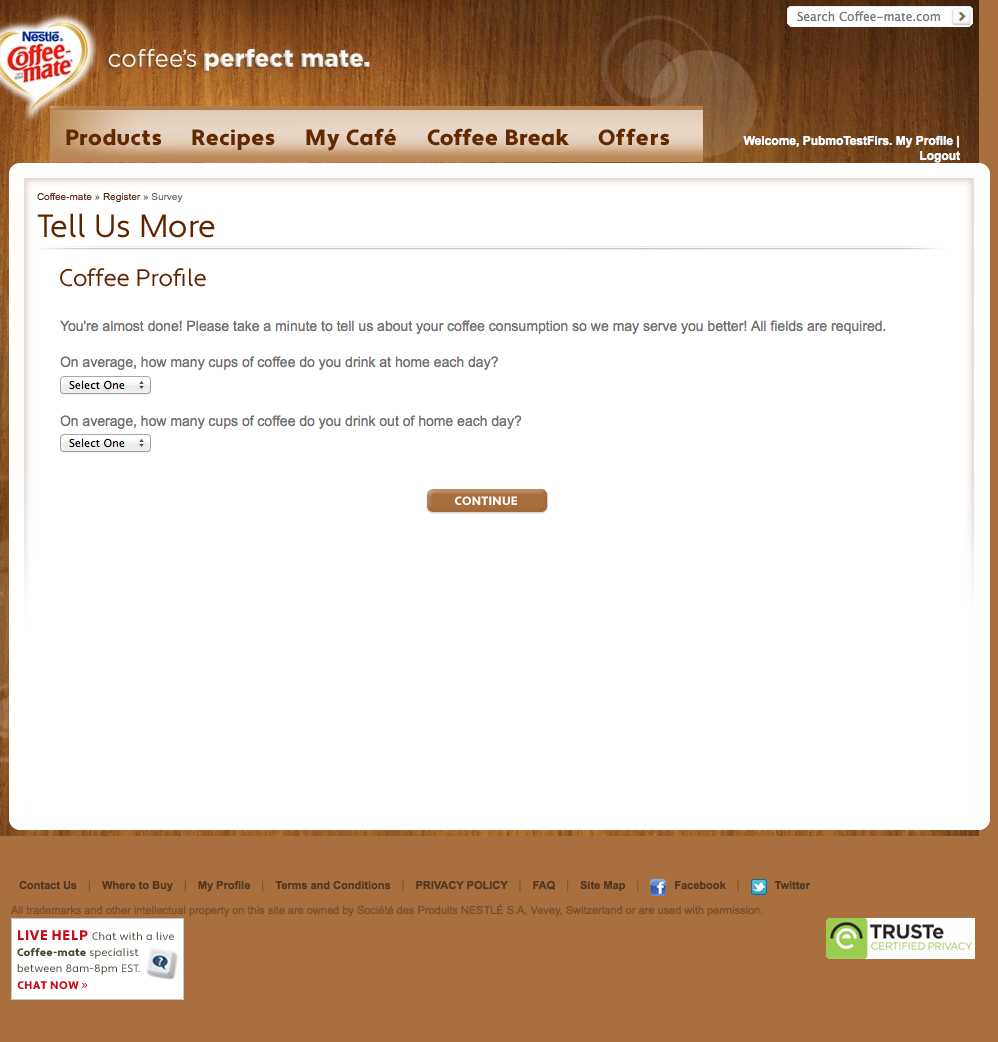 Search Coffee-mate.com
Nestlé®
Coffee-
mate
coffee's perfect mate.
Products Recipes My Café Coffee Break Offers
Welcome, PubmoTestFirs. My Profile |
Logout
Coffee-mate » Register » Survey
Tell Us More
Coffee Profile
You're almost done! Please take a minute to tell us about your coffee consumption so we may serve you better! All fields are required.
On average, how many cups of coffee do you drink at home each day?
Select One
On average, how many cups of coffee do you drink out of home each day?
Select One
CONTINUE
Contact Us | Where to Buy | My Profile | Terms and Conditions | PRIVACY POLICY | FAQ | Site Map | Facebook | Twitter
All trademarks and other intellectual property on this site are owned by Société des Produits NESTLÉ S.A, Vevey, Switzerland or are used with permission.
LIVE HELP Chat with a live
Coffee-mate specialist
between 8am-8pm EST.
CHAT NOW »
TRUSTe
CERTIFIED PRIVACY